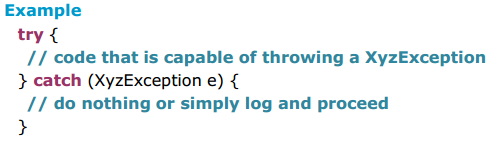 Example
try {
// code that is capable of throwing a XyzException
} catch (XyzException e) {
// do nothing or simply log and proceed
}